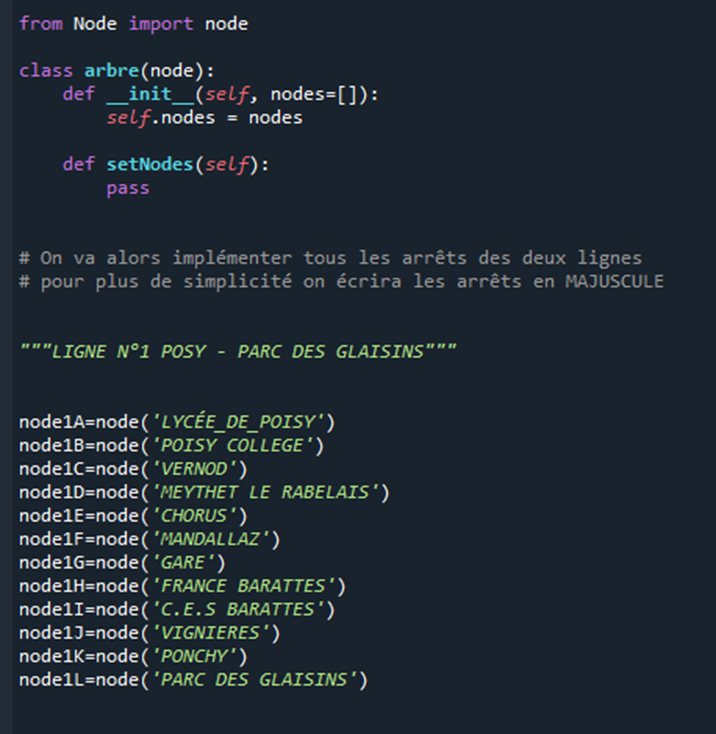 from Node import node
class arbre(node):
def __init__(self, nodes=[]):
self.nodes = nodes
def setNodes(self):
pass
# On va alors implémenter tous les arrêts des deux lignes
# pour plus de simplicité on écrira les arrêts en MAJUSCULE
"""LIGNE N°1 POSY - PARC DES GLAISINS"""
node1A=node('LYCÉE_DE_POISY')
node1B=node('POISY COLLEGE')
node1C=node('VERNOD')
node1D=node('MEYTHET LE RABELAIS')
node1E=node('CHORUS')
node1F=node('MANDALLAZ')
node1G=node('GARE')
node1H=node('FRANCE BARATTES')
node1I=node('C.E.S BARATTES')
node1J=node('VIGNIERES')
node1K=node('PONCHY')
node1L=node('PARC DES GLAISINS')